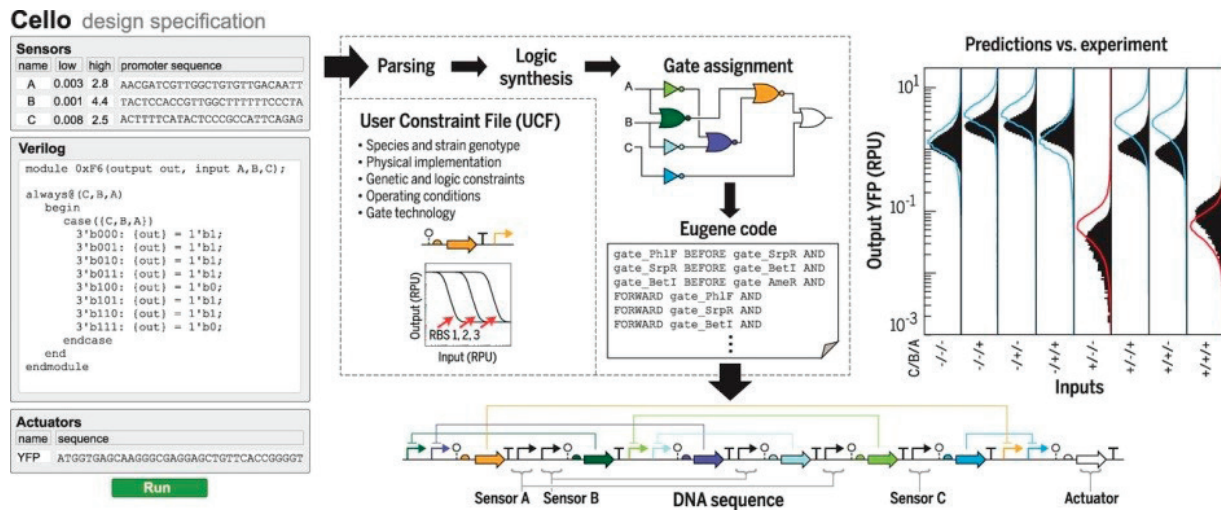 Cello design specification
Sensors
name low high promoter sequence
A 0.003 2.8 AACGATCGTTGGCTGTGTTGACAATT
B 0.001 4.4 TACTCCACCGTTGGCTTTTTTCCCTA
C 0.008 2.5 ACTTTTCATACTCCCGCCATTCAGAG
Verilog
module 0xF6(output out, input A,B,C);
always@(C,B,A)
begin
case({C,B,A})
3'b000: {out} = 1'b1;
3'b001: {out} = 1'b1;
3'b010: {out} = 1'b1;
3'b011: {out} = 1'b1;
3'b100: {out} = 1'b0;
3'b101: {out} = 1'b1;
3'b110: {out} = 1'b1;
3'b111: {out} = 1'b0;
endcase
end
endmodule
Actuators
name sequence
YFP ATGGTGAGCAAGGGCGAGGAGCTGTTCACCGGGGT
Run
Parsing
Logic
synthesis
Gate assignment
A
B
C
User Constraint File (UCF)
• Species and strain genotype
• Physical implementation
• Genetic and logic constraints
• Operating conditions
• Gate technology
Output (RPU)
RBS 1, 2, 3
Input (RPU)
Eugene code
gate_PhlF BEFORE gate_SrpR AND
gate_SrpR BEFORE gate_BetI AND
gate_BetI BEFORE gate AmeR AND
FORWARD gate_PhlF AND
FORWARD gate_SrpR AND
FORWARD gate_BetI AND
Sensor A
Sensor B
DNA sequence
Sensor C
Actuator
Predictions vs. experiment
Output YFP (RPU)
10¹
10⁰
10⁻¹
10⁻²
10⁻³
C/B/A
-/-/-
-/-/+
-/+/-
-/+/+
+/-/-
+/-/+
+/+/-
+/+/+
Inputs